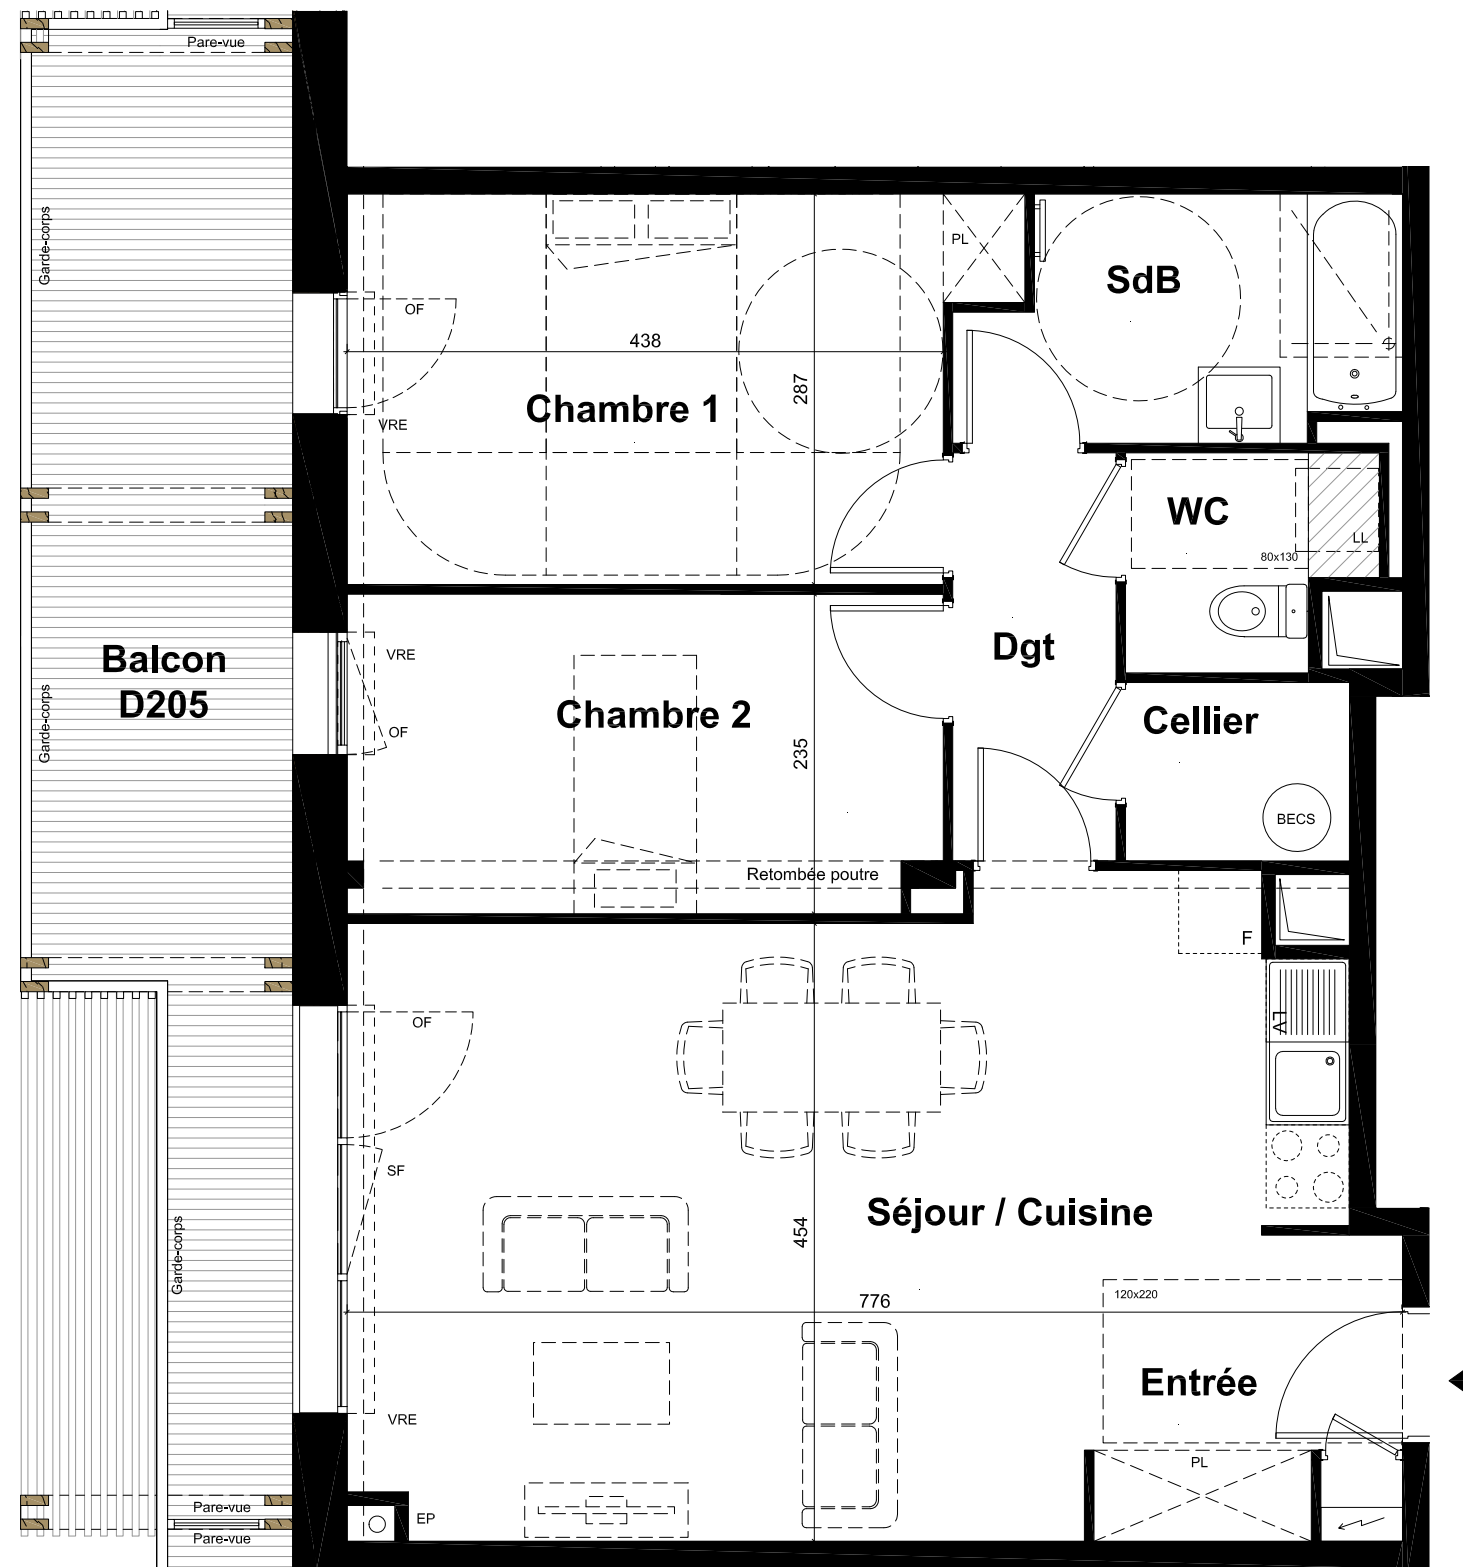 Pare-vue
Garde-corps
PL
SdB
OF
438
287
Chambre 1
VRE
WC
LL
80x130
Balcon
D205
Garde-corps
VRE
OF
Chambre 2
235
Dgt
Cellier
BECS
Retombée poutre
F
OF
LV
SF
Séjour / Cuisine
454
Garde-corps
776
120x220
Entrée
VRE
PL
EP
Pare-vue
Pare-vue